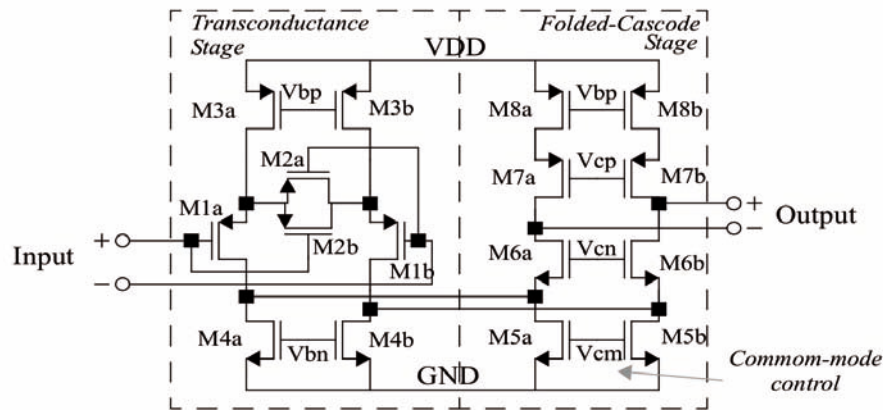 Transconductance
Stage
Folded-Cascode
Stage
VDD
M3a
Vbp
M3b
M8a
Vbp
M8b
M2a
M7a
Vcp
M7b
M1a
Input
+
−
M2b
M1b
M6a
Vcn
M6b
+
−
Output
M4a
Vbn
M4b
M5a
Vcm
M5b
GND
Commom-mode
control